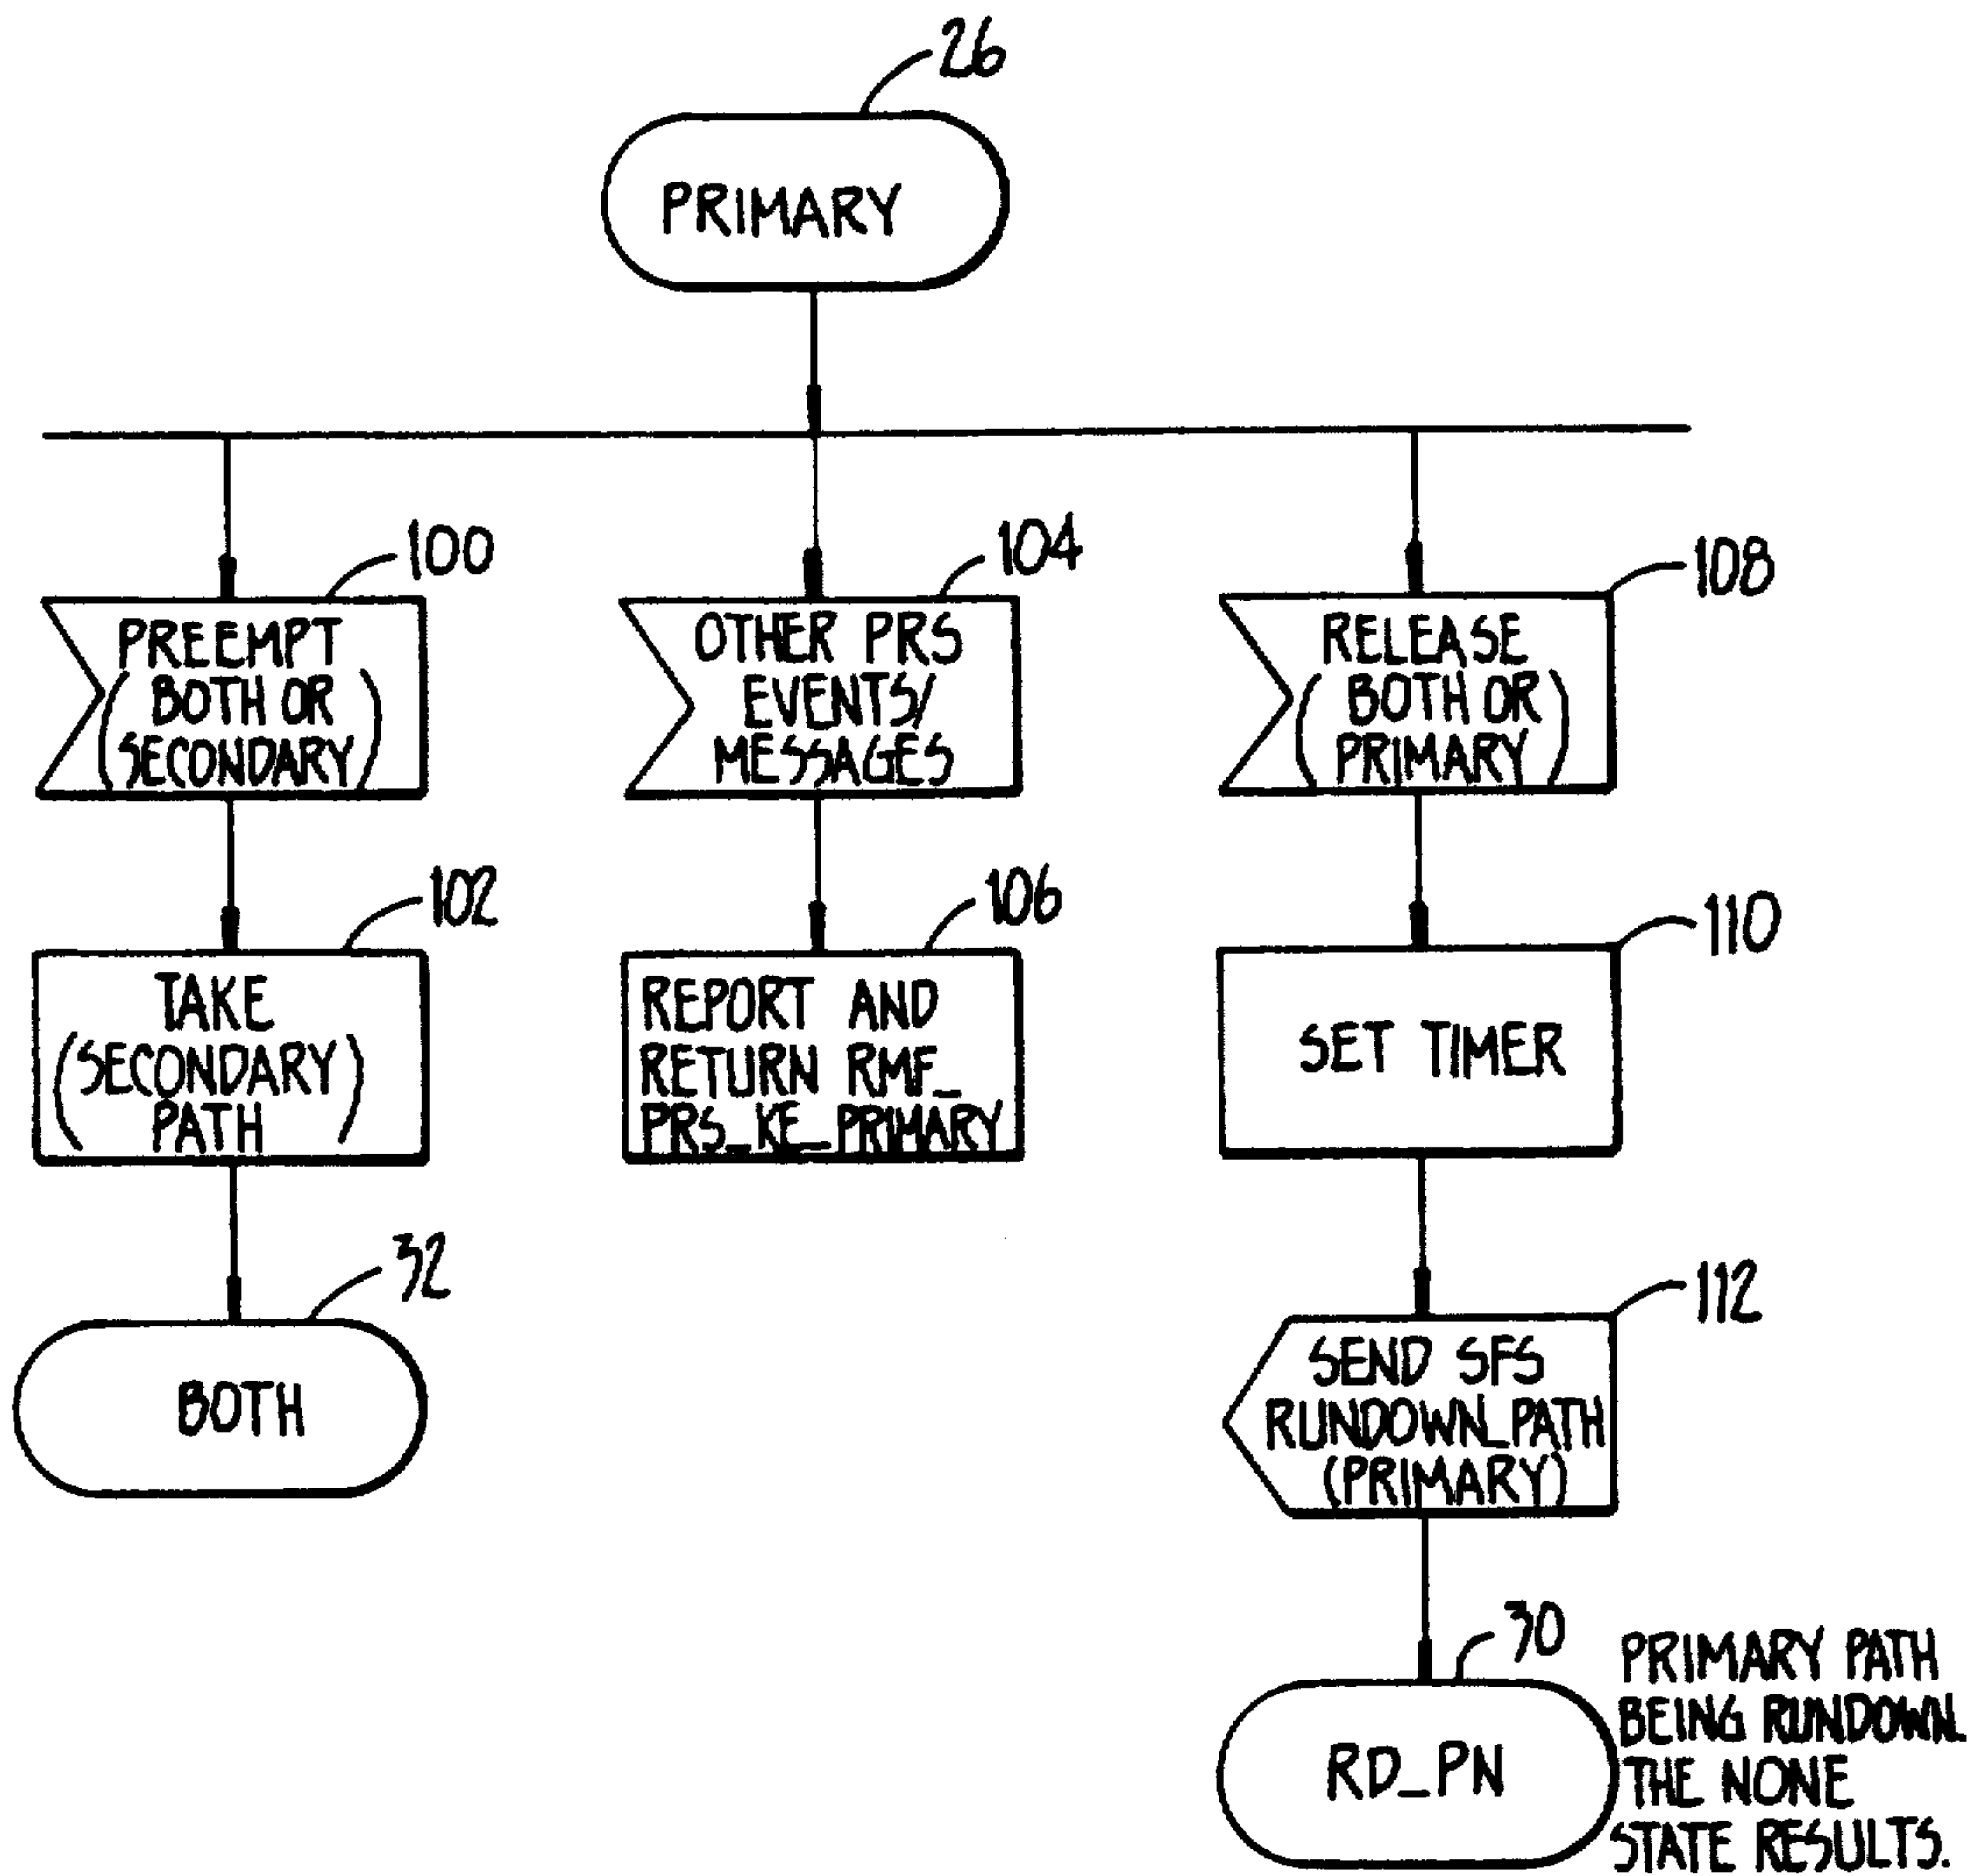 26
PRIMARY
100
PREEMPT
(BOTH OR
SECONDARY)
102
TAKE
(SECONDARY
PATH)
32
BOTH
104
OTHER PRS
EVENTS/
MESSAGES
106
REPORT AND
RETURN RMF_
PRS_KE_PRIMARY
108
RELEASE
(BOTH OR
PRIMARY)
110
SET TIMER
112
SEND SFS
RUNDOWN_PATH
(PRIMARY)
30
RD_PN
PRIMARY PATH
BEING RUNDOWN.
THE NONE
STATE RESULTS.